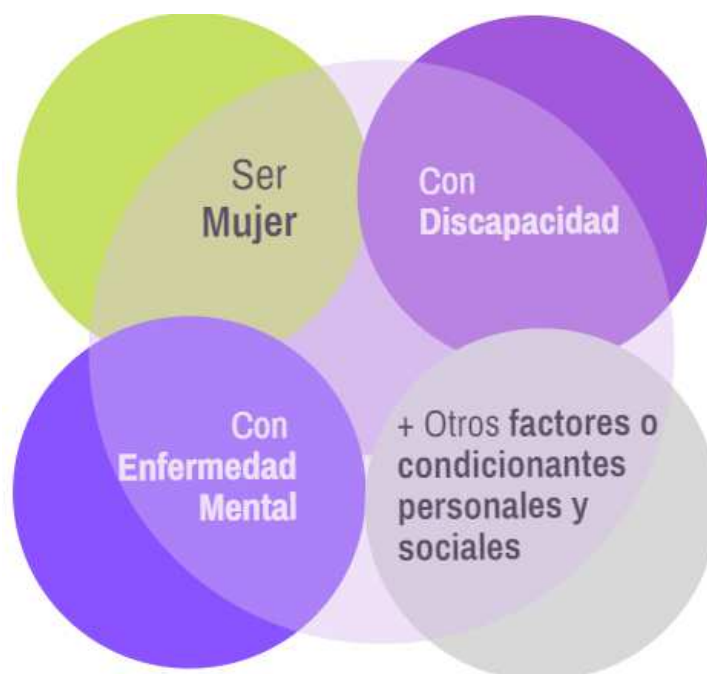 Ser
Mujer
Con
Discapacidad
Con
Enfermedad
Mental
+ Otros factores o
condicionantes
personales y
sociales